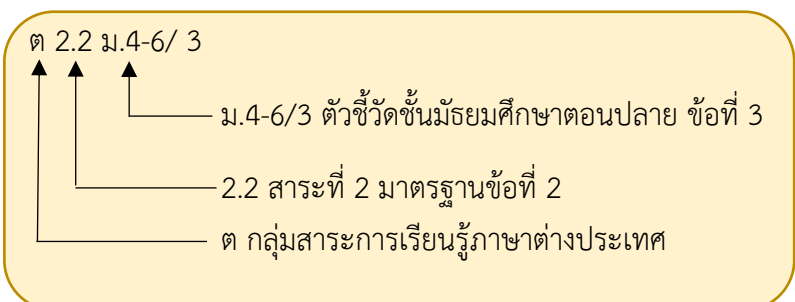 ต 2.2 ม.4-6/ 3
ม.4-6/3 ตัวชี้วัดชั้นมัธยมศึกษาตอนปลาย ข้อที่ 3
2.2 สาระที่ 2 มาตรฐานข้อที่ 2
ต กลุ่มสาระการเรียนรู้ภาษาต่างประเทศ